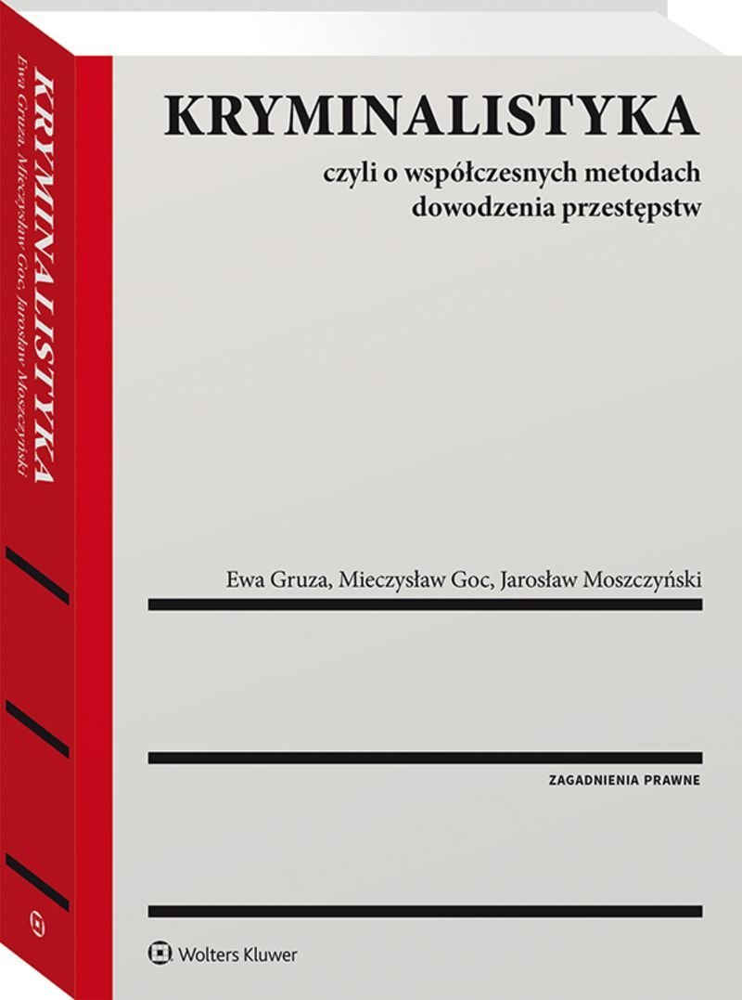 KRYMINALISTYKA
czyli o współczesnych metodach
dowodzenia przestępstw
Ewa Gruza, Mieczysław Goc, Jarosław Moszczyński
ZAGADNIENIA PRAWNE
Wolters Kluwer
KRYMINALISTYKA
Ewa Gruza, Mieczysław Goc, Jarosław Moszczyński